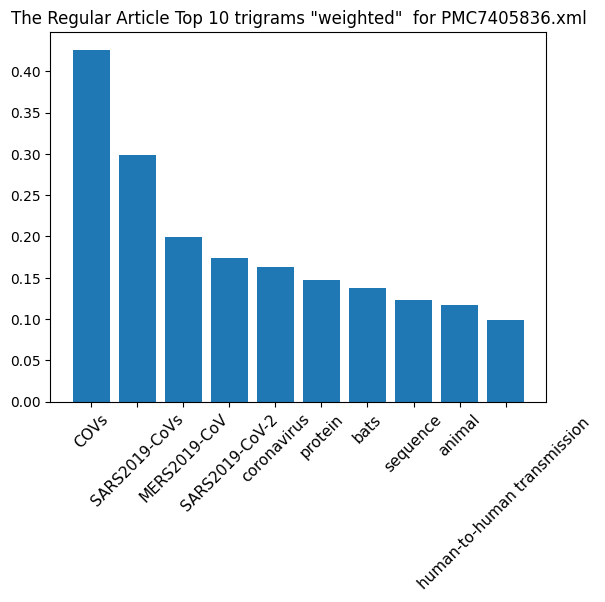 The Regular Article Top 10 trigrams "weighted"  for PMC7405836.xml
0.40
0.35
0.30
0.25
0.20
0.15
0.10
0.05
0.00
COVs
SARS2019-CoVs
MERS2019-CoV
SARS2019-CoV-2
coronavirus
protein
bats
sequence
animal
human-to-human transmission